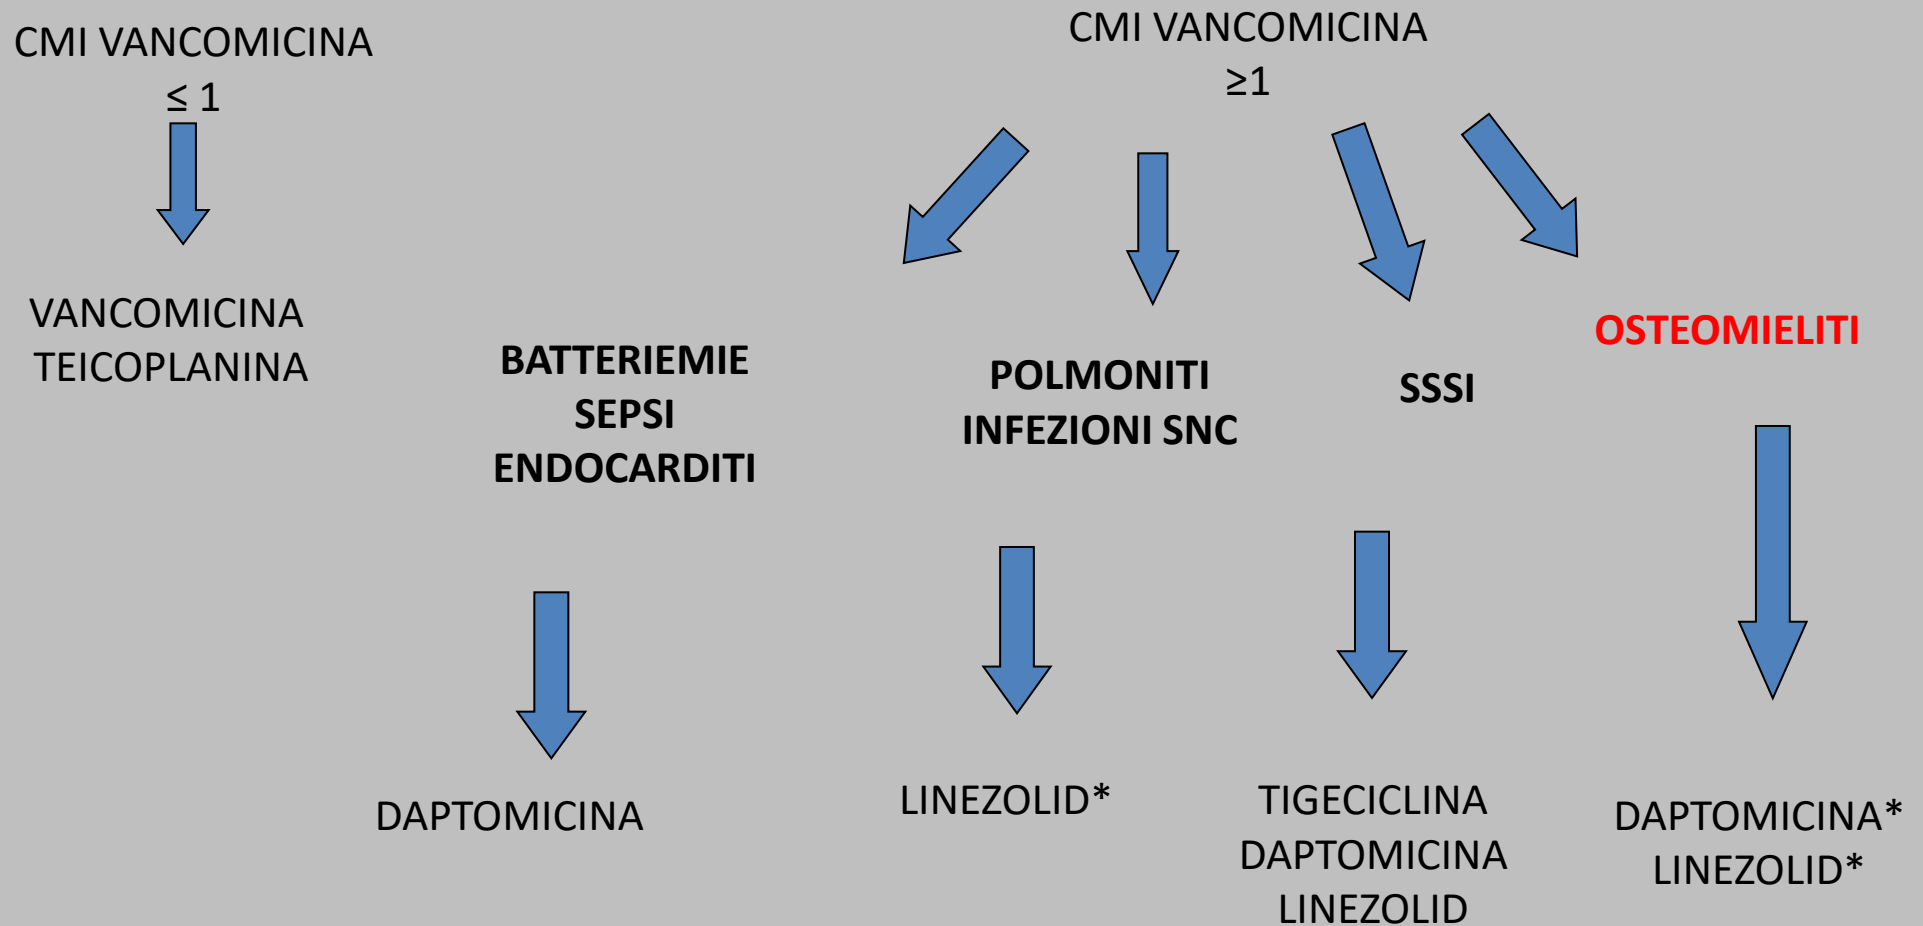 CMI VANCOMICINA
≤ 1
VANCOMICINA
TEICOPLANINA
CMI VANCOMICINA
≥1
BATTERIEMIE
SEPSI
ENDOCARDITI
DAPTOMICINA
POLMONITI
INFEZIONI SNC
LINEZOLID*
SSSI
TIGECICLINA
DAPTOMICINA
LINEZOLID
OSTEOMIELITI
DAPTOMICINA*
LINEZOLID*